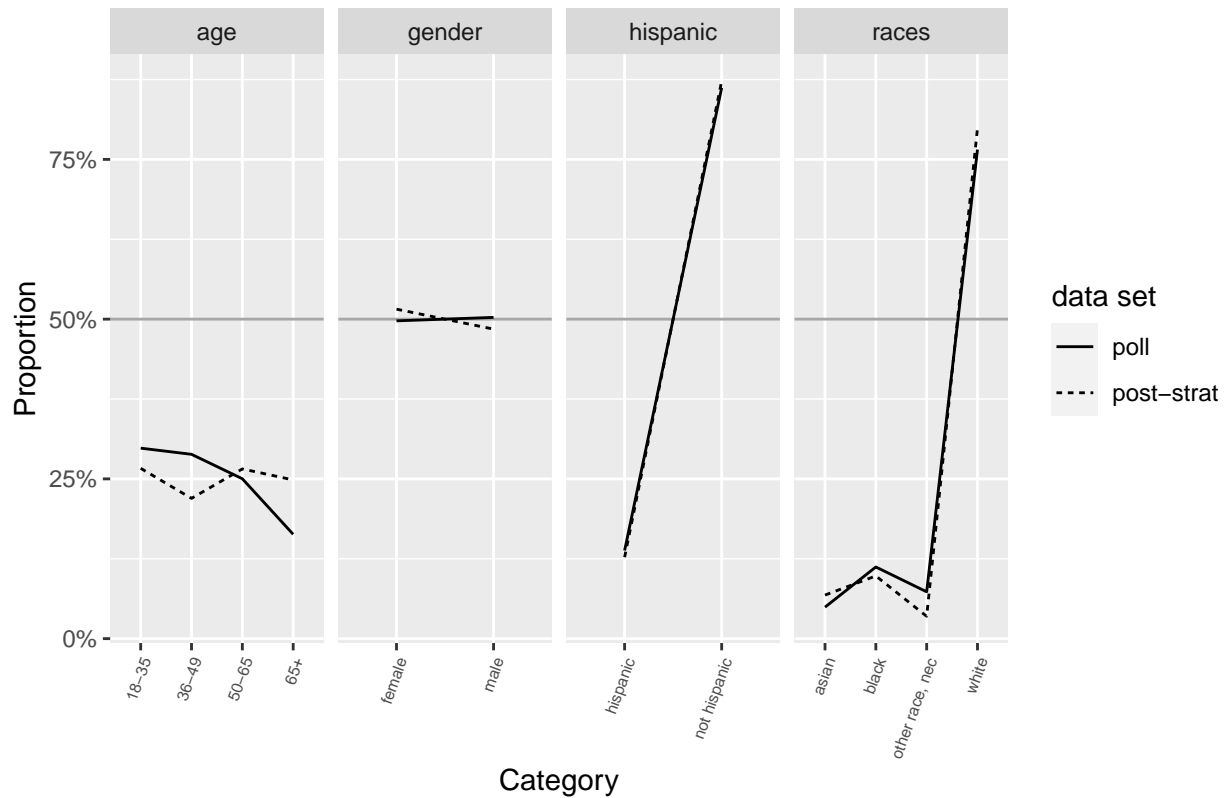 age
gender
hispanic
races
75%
50%
25%
0%
Proportion
18–35
36–49
50–65
65+
female
male
hispanic
not hispanic
asian
black
other race, nec
white
Category
data set
poll
post–strat